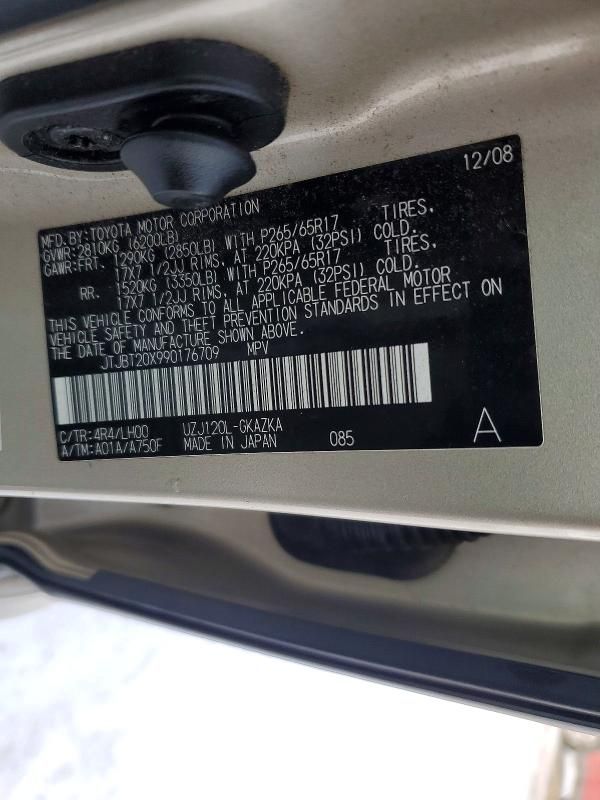 12/08
MFD.BY:TOYOTA MOTOR CORPORATION
GVWR:2810KG (6200LB)
GAWR:FRT. 1290KG (2850LB) WITH P265/65R17 TIRES,
17X7 1/2JJ RIMS, AT 220KPA (32PSI) COLD.
RR. 1520KG (3350LB) WITH P265/65R17 TIRES,
17X7 1/2JJ RIMS, AT 220KPA (32PSI) COLD.
THIS VEHICLE CONFORMS TO ALL APPLICABLE FEDERAL MOTOR
VEHICLE SAFETY AND THEFT PREVENTION STANDARDS IN EFFECT ON
THE DATE OF MANUFACTURE SHOWN ABOVE.
JTJBT20X990176709 MPV
C/TR:4R4/LH00 UZJ120L-GKAZKA
A/TM:A01A/A750F MADE IN JAPAN 085 A